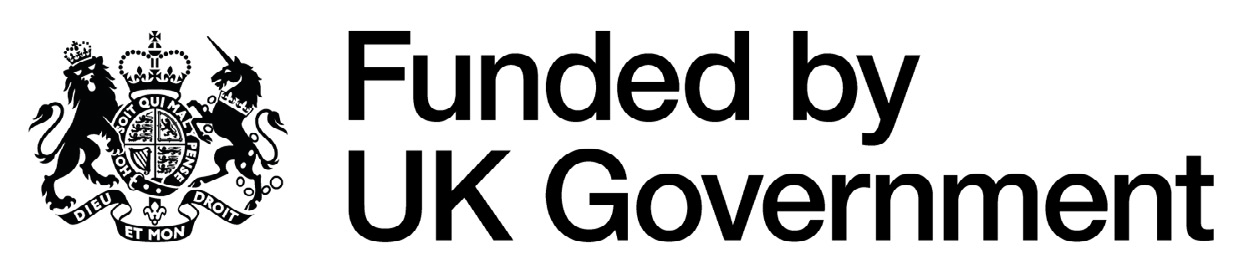 Funded by
UK Government
HONI SOIT QUI MAL Y PENSE
DIEU ET MON DROIT